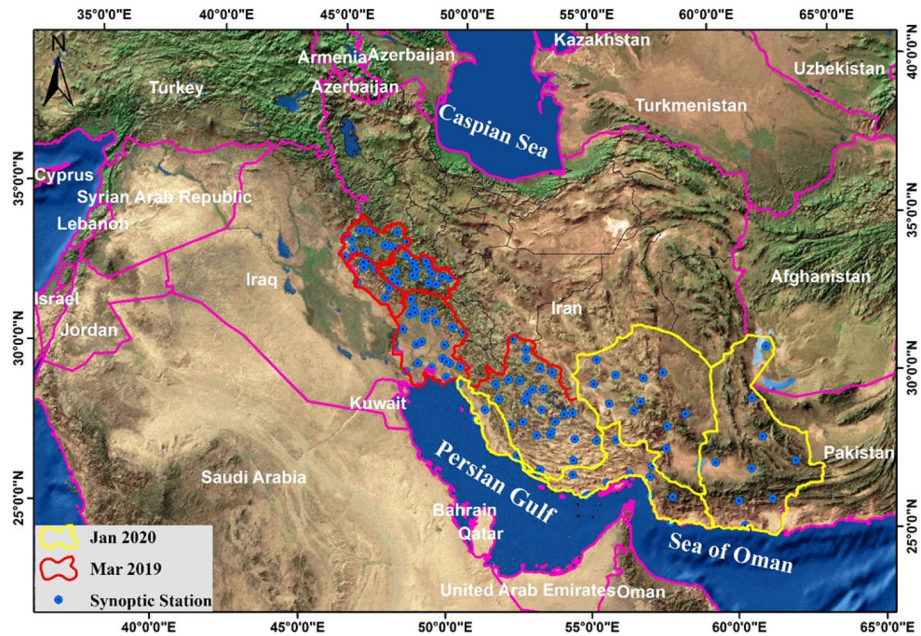 35°0'0"E 40°0'0"E 45°0'0"E 50°0'0"E 55°0'0"E 60°0'0"E 65°0'0"E
N
40°0'0"N
Kazakhstan
Armenia Azerbaijan
Uzbekistan
Turkey
Azerbaijan
Turkmenistan
Caspian Sea
35°0'0"N
35°0'0"N
Cyprus
Syrian Arab Republic
Lebanon
Afghanistan
Iraq
Israel
Iran
Jordan
30°0'0"N
30°0'0"N
Kuwait
Pakistan
Persian Gulf
Saudi Arabia
25°0'0"N
25°0'0"N
Bahrain
Qatar
Sea of Oman
United Arab Emirates Oman
Jan 2020
Mar 2019
Synoptic Station
40°0'0"E 45°0'0"E 50°0'0"E 55°0'0"E 60°0'0"E